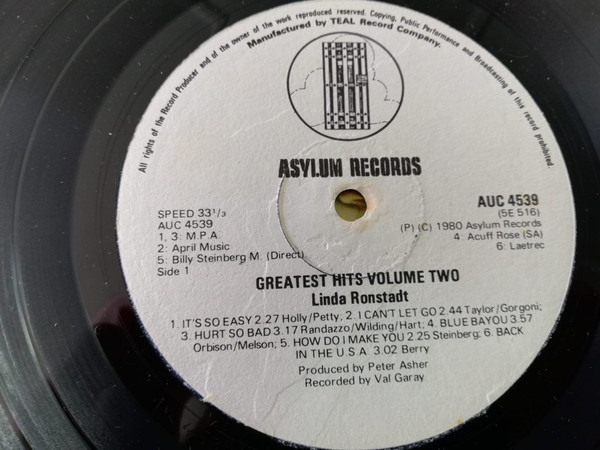 All rights of the Record Producer and of the owner of the work reproduced reserved. Copying, Public Performance and Broadcasting of this record prohibited.
Manufactured by TEAL Record Company.
ASYLUM RECORDS
SPEED 33 1/3
AUC 4539
1, 3: M.P.A.
2: April Music
5: Billy Steinberg M. (Direct)
Side 1
AUC 4539
(5E 516)
(P) (C) 1980 Asylum Records
4: Acuff Rose (SA)
6: Laetrec
GREATEST HITS VOLUME TWO
Linda Ronstadt
1. IT'S SO EASY 2.27 Holly/Petty, 2. I CAN'T LET GO 2.44 Taylor/Gorgoni;
3. HURT SO BAD 3.17 Randazzo/Wilding/Hart, 4. BLUE BAYOU 3.57
Orbison/Melson; 5. HOW DO I MAKE YOU 2.25 Steinberg; 6. BACK
IN THE U.S.A. 3.02 Berry
Produced by Peter Asher
Recorded by Val Garay